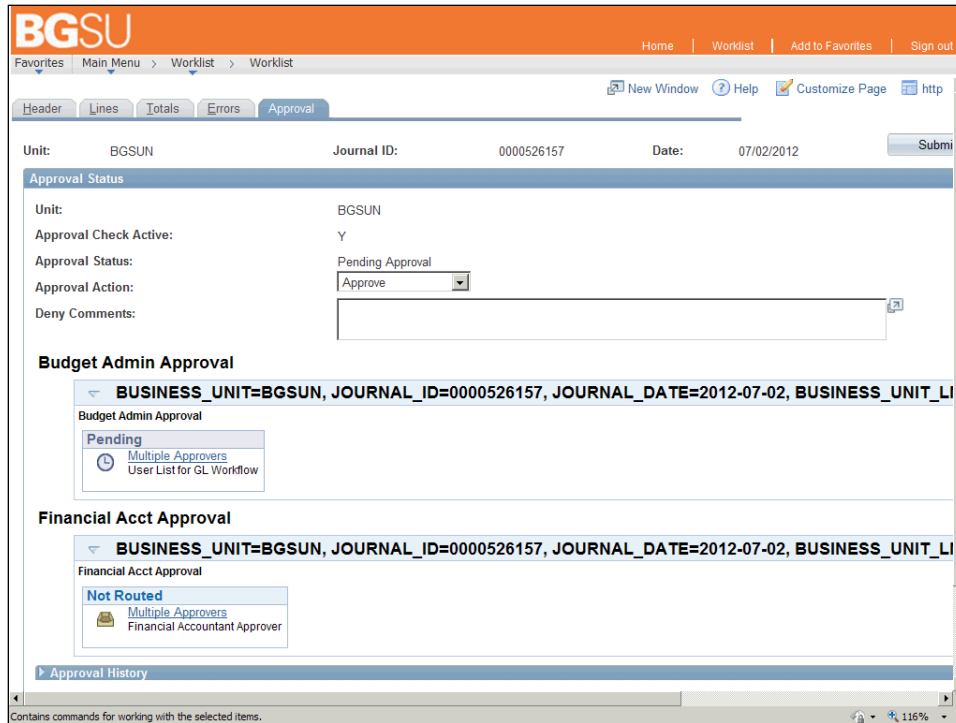 BGSU
Home | Worklist | Add to Favorites | Sign out
Favorites Main Menu > Worklist > Worklist
New Window Help Customize Page http
Header Lines Totals Errors Approval
Unit: BGSUN Journal ID: 0000526157 Date: 07/02/2012 Submi
Approval Status
Unit: BGSUN
Approval Check Active: Y
Approval Status: Pending Approval
Approval Action: Approve
Deny Comments:
Budget Admin Approval
BUSINESS_UNIT=BGSUN, JOURNAL_ID=0000526157, JOURNAL_DATE=2012-07-02, BUSINESS_UNIT_LI
Budget Admin Approval
Pending
Multiple Approvers
User List for GL Workflow
Financial Acct Approval
BUSINESS_UNIT=BGSUN, JOURNAL_ID=0000526157, JOURNAL_DATE=2012-07-02, BUSINESS_UNIT_LI
Financial Acct Approval
Not Routed
Multiple Approvers
Financial Accountant Approver
Approval History
Contains commands for working with the selected items. 116%